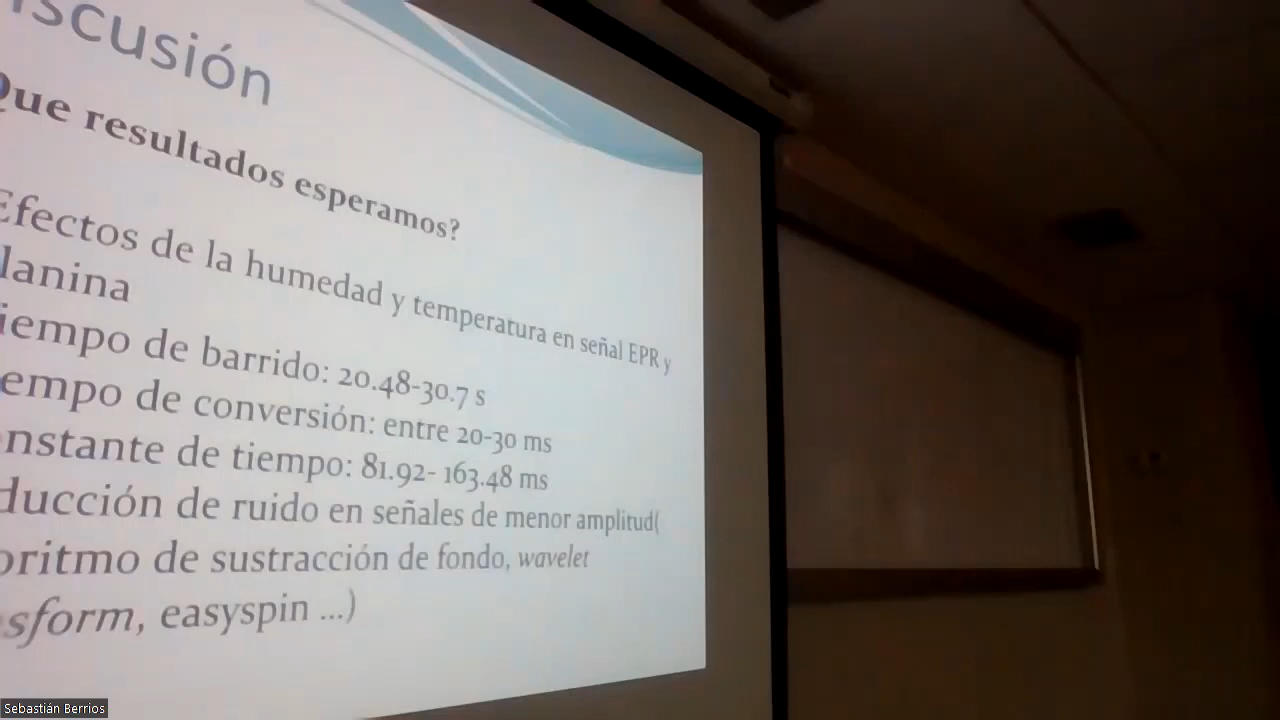 iscusión
Que resultados esperamos?
Efectos de la humedad y temperatura en señal EPR y
lanina
iempo de barrido: 20.48-30.7 s
empo de conversión: entre 20-30 ms
nstante de tiempo: 81.92- 163.48 ms
ducción de ruido en señales de menor amplitud(
oritmo de sustracción de fondo, wavelet
sform, easyspin ...)
Sebastián Berrios